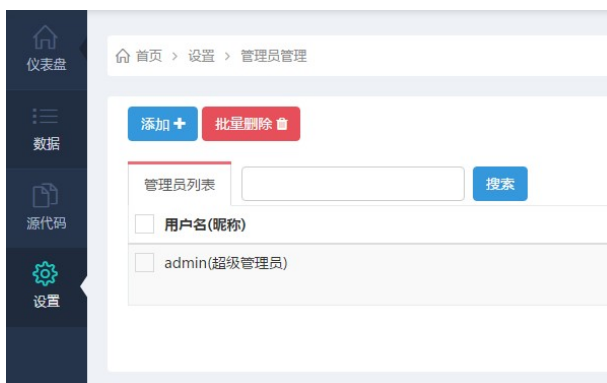 仪表盘
首页 > 设置 > 管理员管理
数据
添加 批量删除
源代码
管理员列表 搜索
用户名(昵称)
设置
admin(超级管理员)